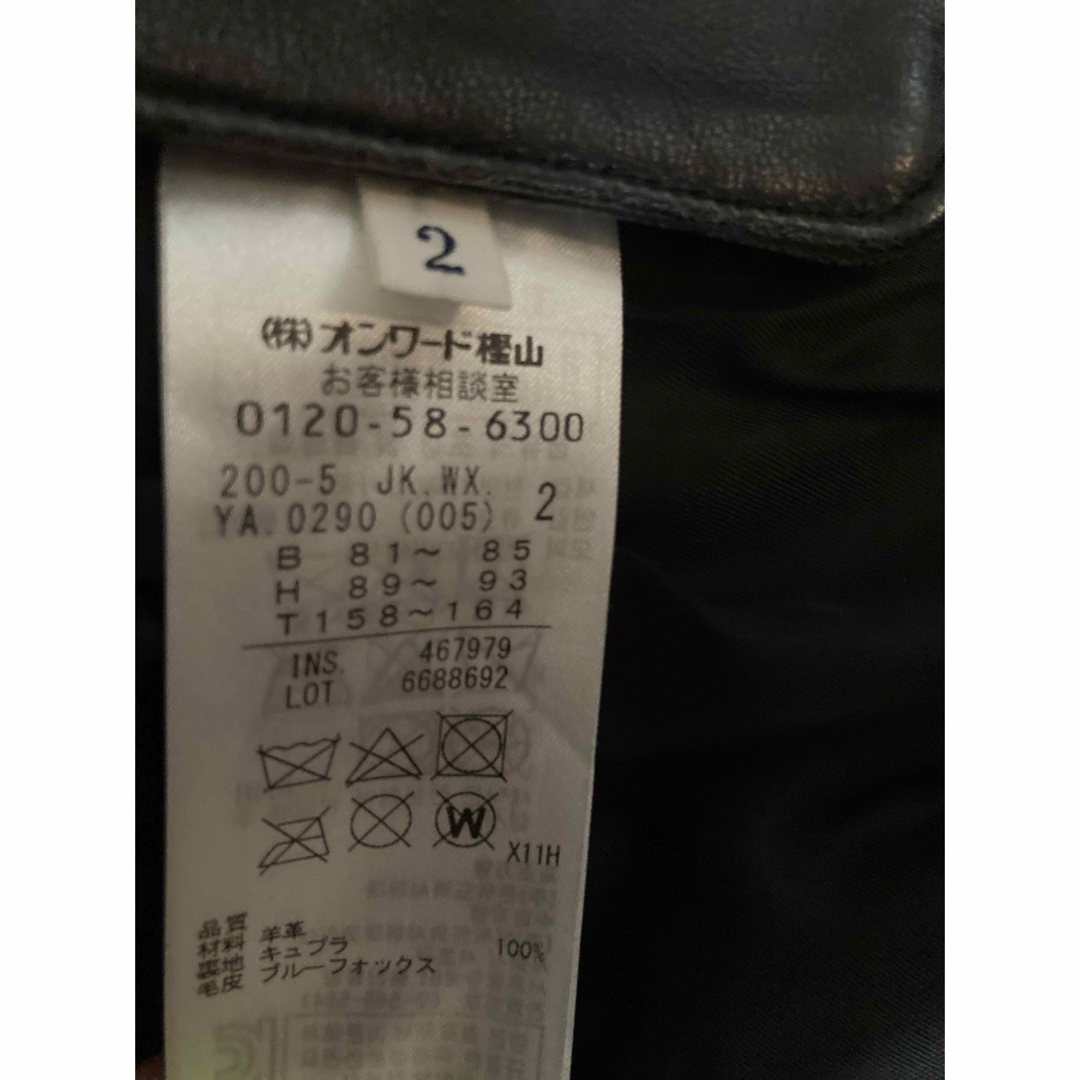 2
(株)オンワード樫山
お客様相談室
0120-58-6300
200-5 JK.WX. 2
YA.0290 (005)
B 81~ 85
H 89~ 93
T158~164
INS. 467979
LOT 6688692
W
X11H
品質
材料 羊革
裏地 キュプラ 100%
毛皮 ブルーフォックス